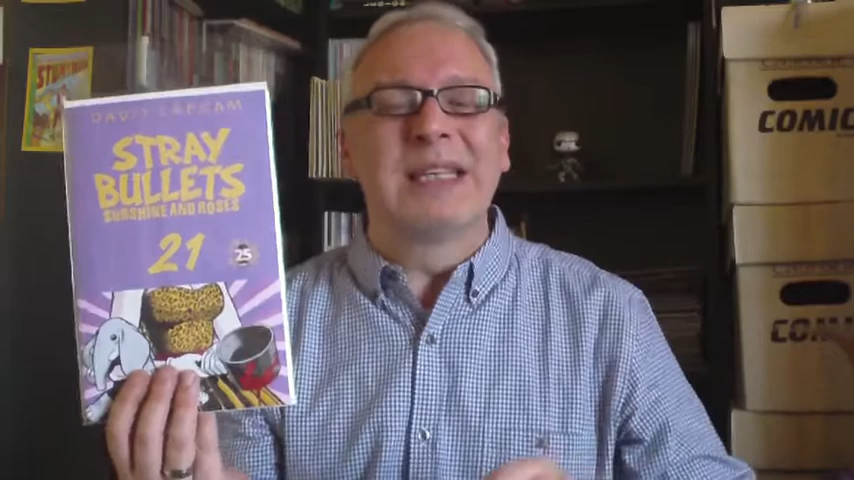 DAVID LAPHAM
STRAY
BULLETS
SUNSHINE AND ROSES
21
25
COMIC
COMIC